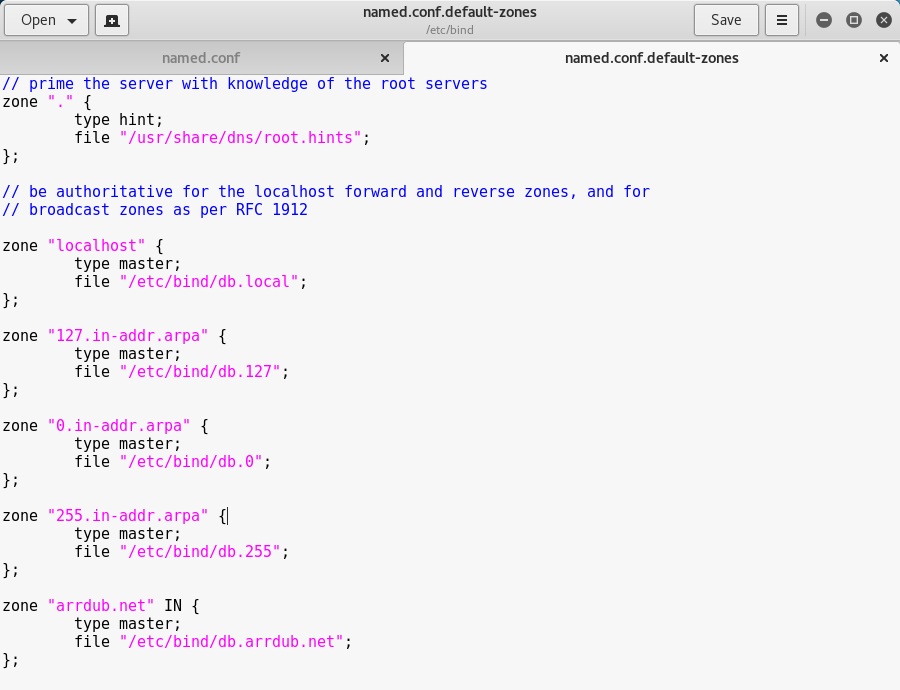 Open
named.conf.default-zones
/etc/bind
Save
named.conf
named.conf.default-zones
// prime the server with knowledge of the root servers
zone "." {
        type hint;
        file "/usr/share/dns/root.hints";
};

// be authoritative for the localhost forward and reverse zones, and for
// broadcast zones as per RFC 1912

zone "localhost" {
        type master;
        file "/etc/bind/db.local";
};

zone "127.in-addr.arpa" {
        type master;
        file "/etc/bind/db.127";
};

zone "0.in-addr.arpa" {
        type master;
        file "/etc/bind/db.0";
};

zone "255.in-addr.arpa" {
        type master;
        file "/etc/bind/db.255";
};

zone "arrdub.net" IN {
        type master;
        file "/etc/bind/db.arrdub.net";
};